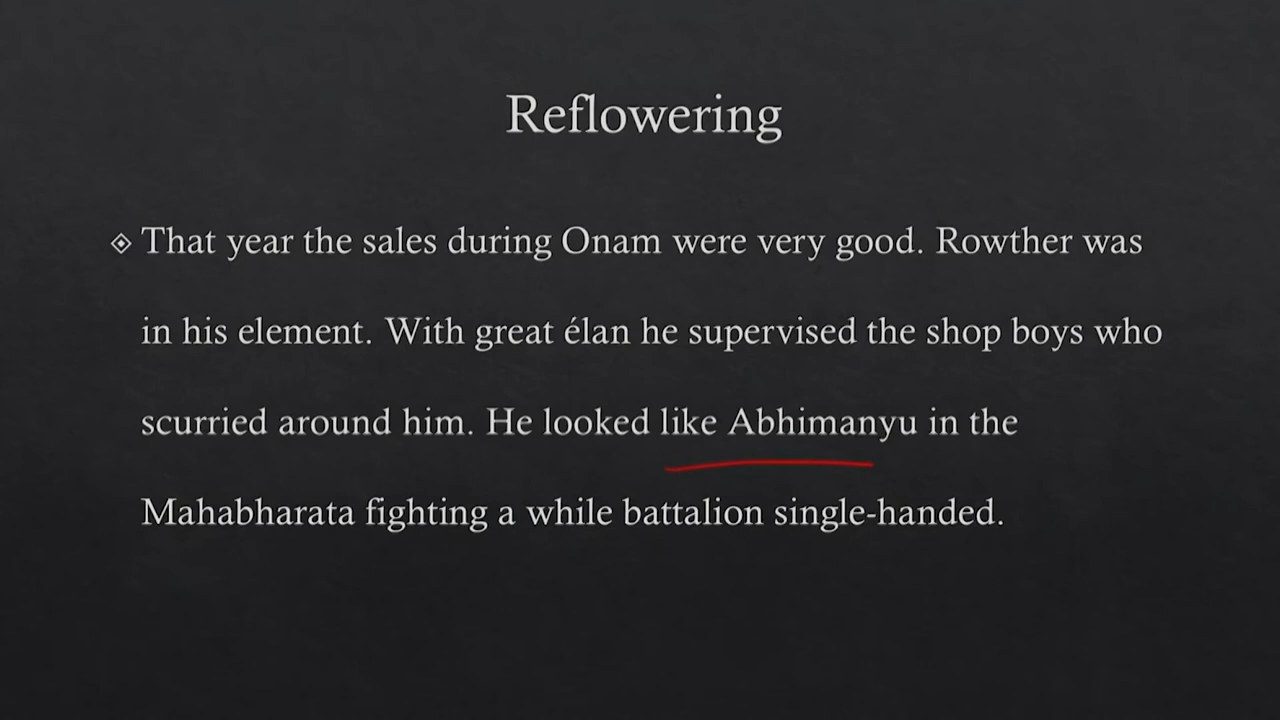 Reflowering
That year the sales during Onam were very good. Rowther was
in his element. With great élan he supervised the shop boys who
scurried around him. He looked like Abhimanyu in the
Mahabharata fighting a while battalion single-handed.